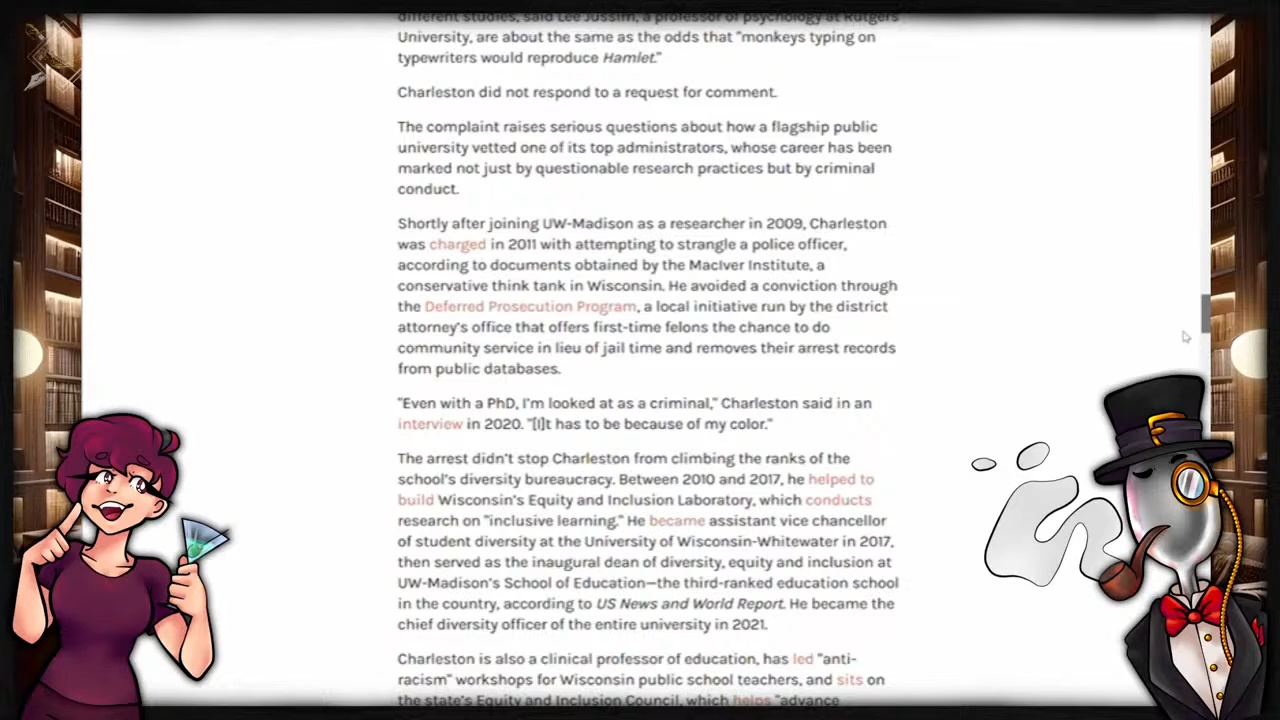 different studies, said Lee Jussim, a professor of psychology at Rutgers
University, are about the same as the odds that "monkeys typing on
typewriters would reproduce Hamlet."
Charleston did not respond to a request for comment.
The complaint raises serious questions about how a flagship public
university vetted one of its top administrators, whose career has been
marked not just by questionable research practices but by criminal
conduct.
Shortly after joining UW-Madison as a researcher in 2009, Charleston
was charged in 2011 with attempting to strangle a police officer,
according to documents obtained by the MacIver Institute, a
conservative think tank in Wisconsin. He avoided a conviction through
the Deferred Prosecution Program, a local initiative run by the district
attorney's office that offers first-time felons the chance to do
community service in lieu of jail time and removes their arrest records
from public databases.
"Even with a PhD, I'm looked at as a criminal," Charleston said in an
interview in 2020. "[I]t has to be because of my color."
The arrest didn't stop Charleston from climbing the ranks of the
school's diversity bureaucracy. Between 2010 and 2017, he helped to
build Wisconsin's Equity and Inclusion Laboratory, which conducts
research on "inclusive learning." He became assistant vice chancellor
of student diversity at the University of Wisconsin-Whitewater in 2017,
then served as the inaugural dean of diversity, equity and inclusion at
UW-Madison's School of Education—the third-ranked education school
in the country, according to US News and World Report. He became the
chief diversity officer of the entire university in 2021.
Charleston is also a clinical professor of education, has led "anti-
racism" workshops for Wisconsin public school teachers, and sits on
the state's Equity and Inclusion Council, which helps "advance